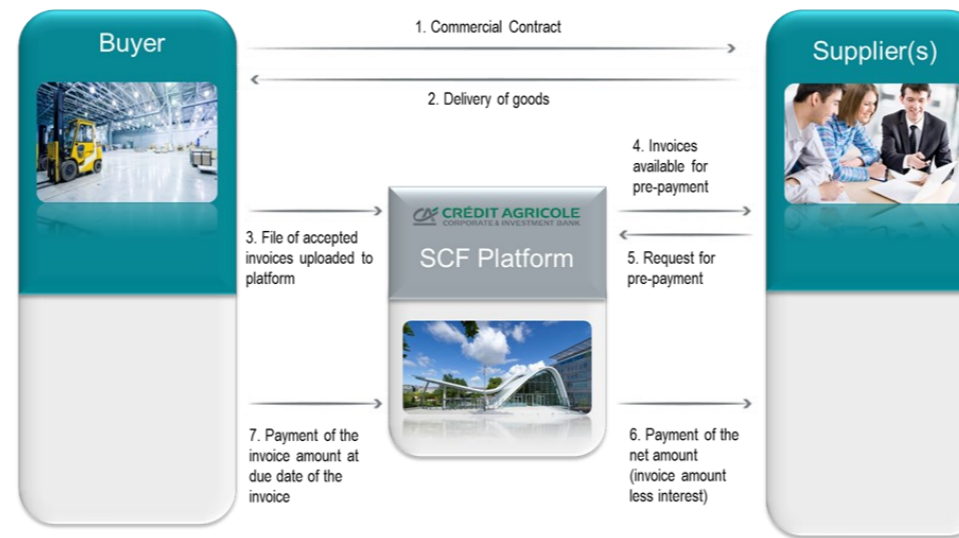 1. Commercial Contract
Buyer
Supplier(s)
2. Delivery of goods
4. Invoices
available for
pre-payment
CRÉDIT AGRICOLE
CORPORATE & INVESTMENT BANK
SCF Platform
3. File of accepted
invoices uploaded to
platform
5. Request for
pre-payment
7. Payment of the
invoice amount at
due date of the
invoice
6. Payment of the
net amount
(invoice amount
less interest)